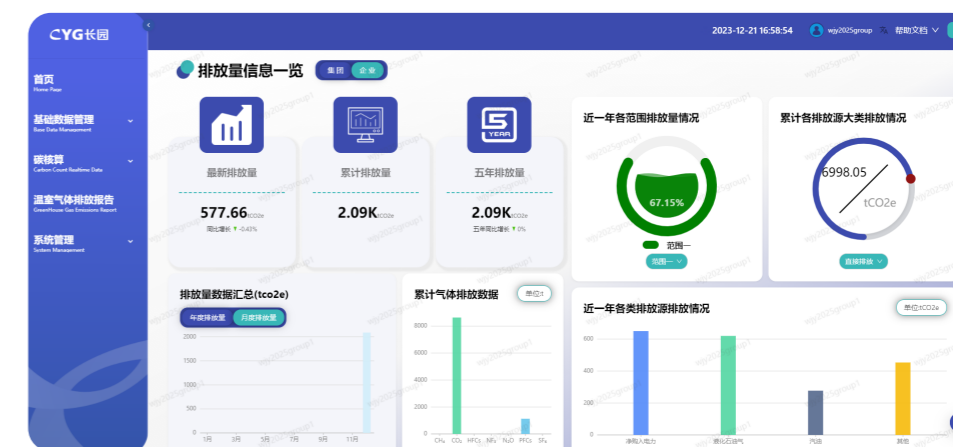 CYG长园
2023-12-21 16:58:54
wjy2025group
帮助文档
首页
Home Page
基础数据管理
Base Data Management
碳核算
Carbon Count Realtime Data
温室气体排放报告
GreenHouse Gas Emissions Report
系统管理
System Management
排放量信息一览
集团 企业
最新排放量
577.66tCO2e
同比增长 -0.43%
累计排放量
2.09KtCO2e
5
YEAR
五年排放量
2.09KtCO2e
五年同比增长 0%
近一年各范围排放量情况
67.15%
范围一
范围一
累计各排放源大类排放情况
6998.05
tCO2e
直接排放
排放量数据汇总(tco2e)
年度排放量 月度排放量
2000
1500
1000
500
0
1月 3月 5月 7月 9月 11月
累计气体排放数据
单位:t
8000
6000
4000
2000
0
CH₄ CO₂ HFCs NF₃ N₂O PFCs SF₆
近一年各类排放源排放情况
单位:tCO2e
600
400
200
0
净购入电力 液化石油气 汽油 其他